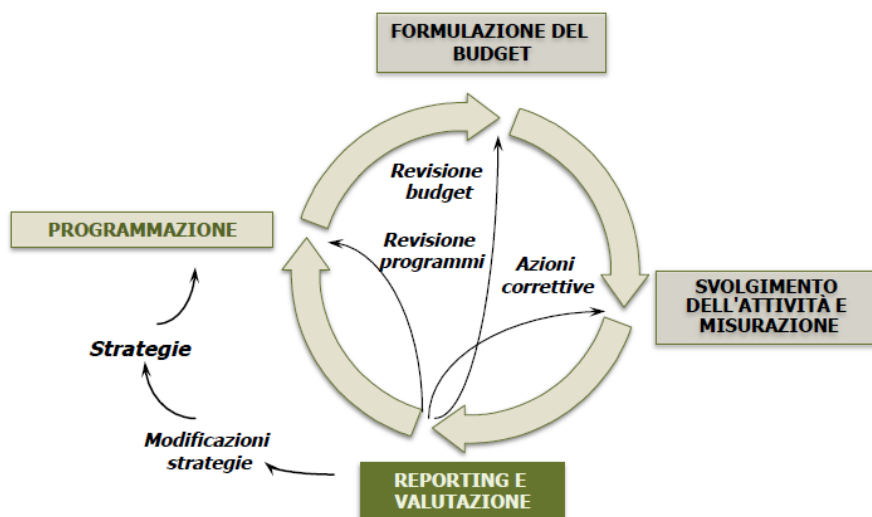 FORMULAZIONE DEL
BUDGET
Revisione
budget
PROGRAMMAZIONE
Revisione
programmi
Azioni
correttive
SVOLGIMENTO
DELL'ATTIVITÀ E
MISURAZIONE
Strategie
Modificazioni
strategie
REPORTING E
VALUTAZIONE